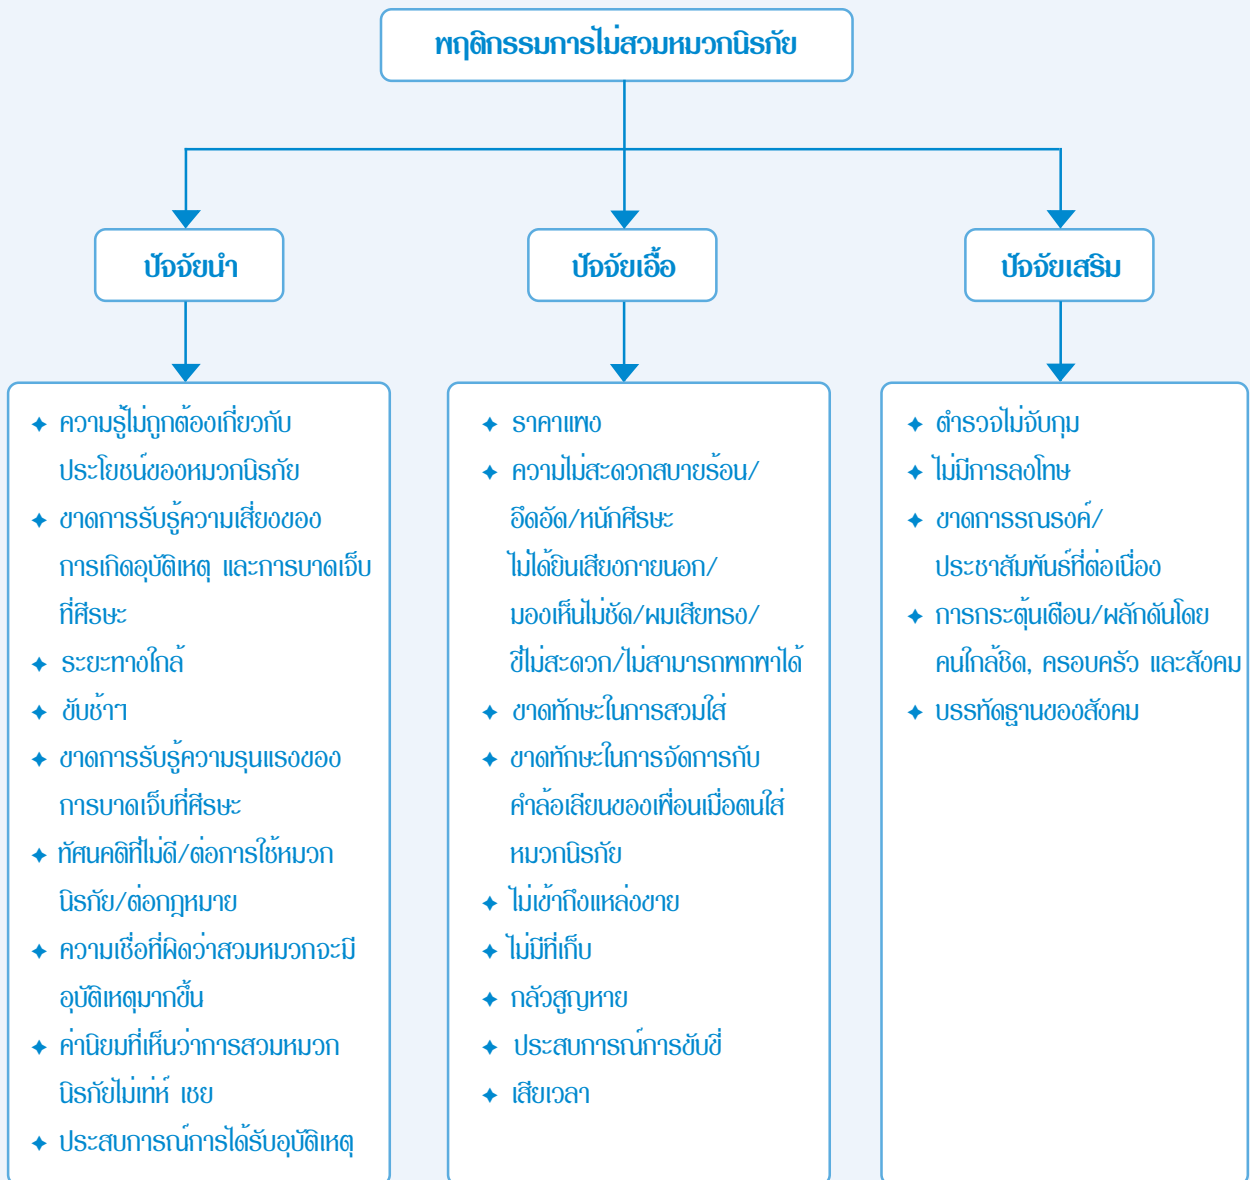 พฤติกรรมการไม่สวมหมวกนิรภัย
ปัจจัยนำ
ปัจจัยเอื้อ
ปัจจัยเสริม
✦ ความรู้ไม่ถูกต้องเกี่ยวกับ
ประโยชน์ของหมวกนิรภัย
✦ ขาดการรับรู้ความเสี่ยงของ
การเกิดอุบัติเหตุ และการบาดเจ็บ
ที่ศีรษะ
✦ ระยะทางใกล้
✦ ขับช้าๆ
✦ ขาดการรับรู้ความรุนแรงของ
การบาดเจ็บที่ศีรษะ
✦ ทัศนคติที่ไม่ดี/ต่อการใช้หมวก
นิรภัย/ต่อกฎหมาย
✦ ความเชื่อที่ผิดว่าสวมหมวกจะมี
อุบัติเหตุมากขึ้น
✦ ค่านิยมที่เห็นว่าการสวมหมวก
นิรภัยไม่เท่ห์ เชย
✦ ประสบการณ์การได้รับอุบัติเหตุ
✦ ราคาแพง
✦ ความไม่สะดวกสบายร้อน/
อึดอัด/หนักศีรษะ
ไม่ได้ยินเสียงภายนอก/
มองเห็นไม่ชัด/ผมเสียทรง/
ขี่ไม่สะดวก/ไม่สามารถพกพาได้
✦ ขาดทักษะในการสวมใส่
✦ ขาดทักษะในการจัดการกับ
คำล้อเลียนของเพื่อนเมื่อตนใส่
หมวกนิรภัย
✦ ไม่เข้าถึงแหล่งขาย
✦ ไม่มีที่เก็บ
✦ กลัวสูญหาย
✦ ประสบการณ์การขับขี่
✦ เสียเวลา
✦ ตำรวจไม่จับกุม
✦ ไม่มีการลงโทษ
✦ ขาดการรณรงค์/
ประชาสัมพันธ์ที่ต่อเนื่อง
✦ การกระตุ้นเตือน/ผลักดันโดย
คนใกล้ชิด, ครอบครัว และสังคม
✦ บรรทัดฐานของสังคม